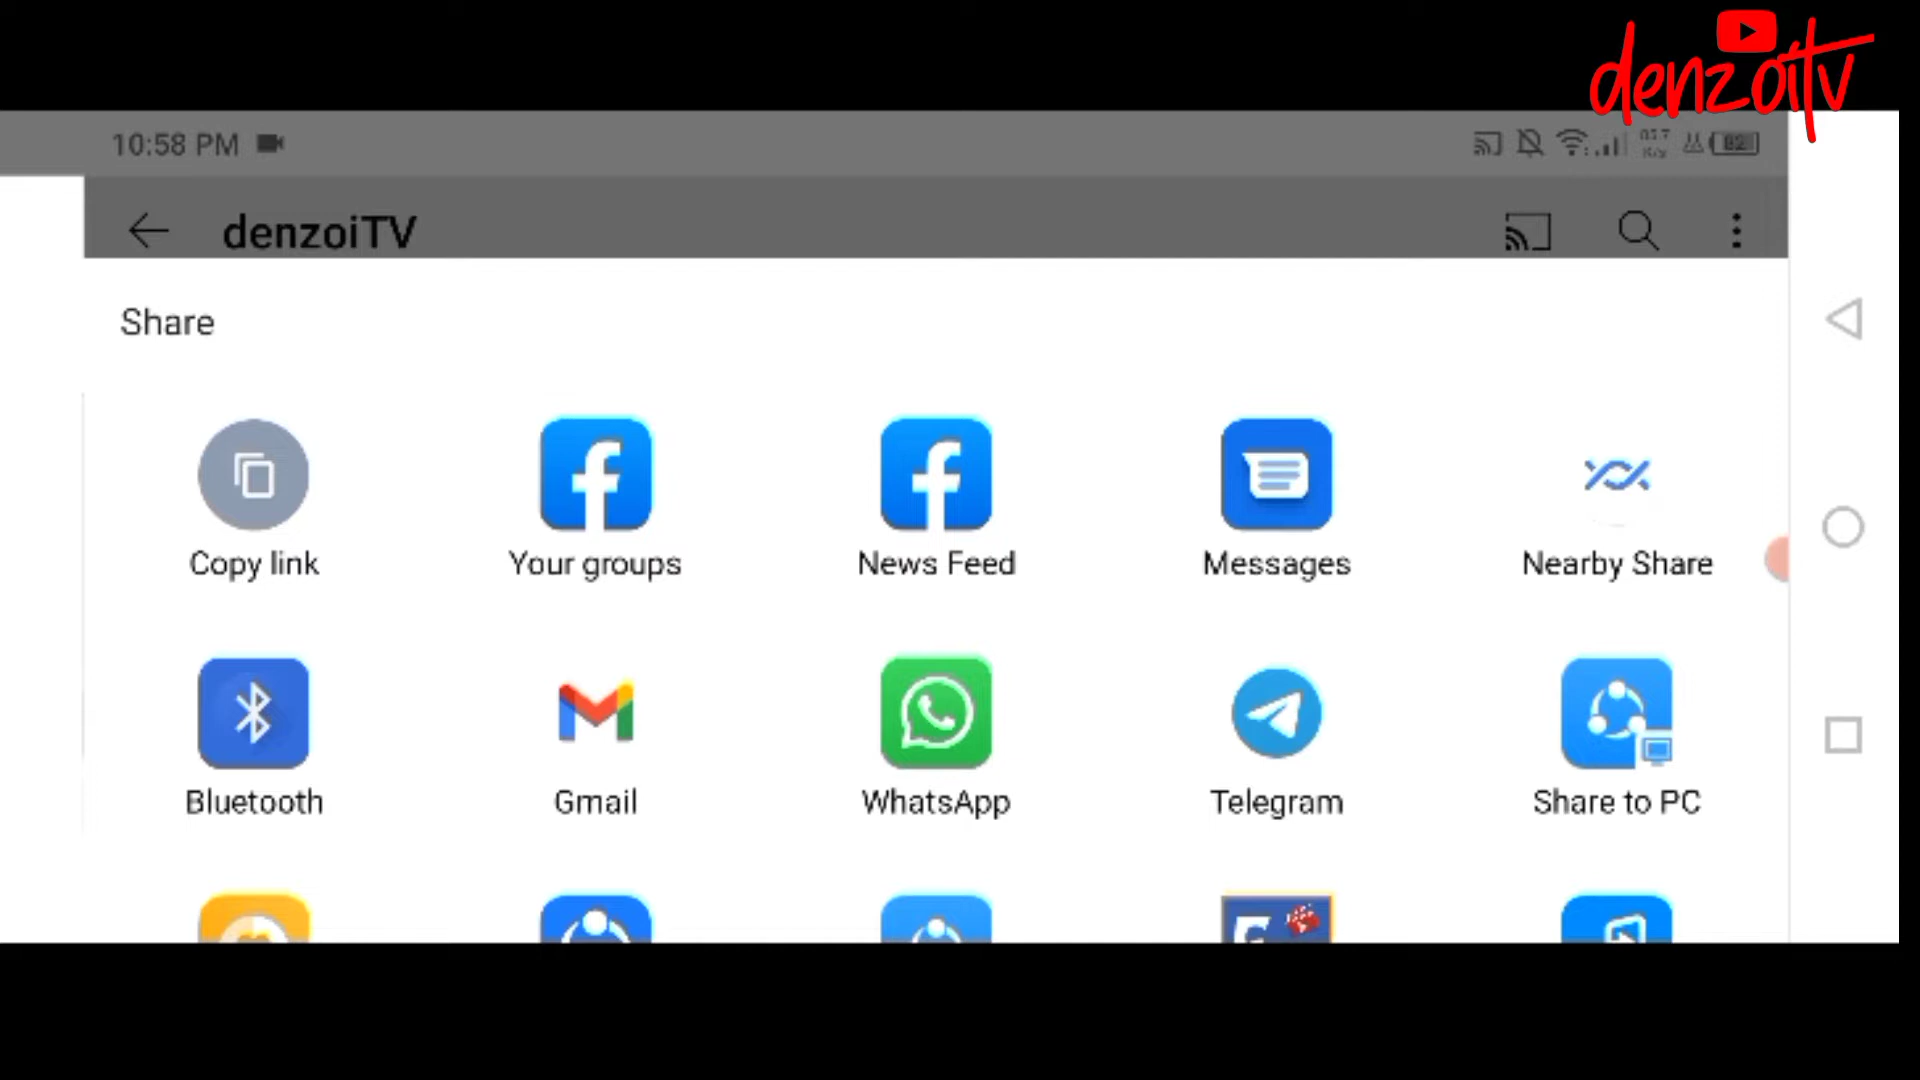 denzoitv
10:58 PM
82
denzoiTV
Share
Copy link
Your groups
News Feed
Messages
Nearby Share
Bluetooth
Gmail
WhatsApp
Telegram
Share to PC